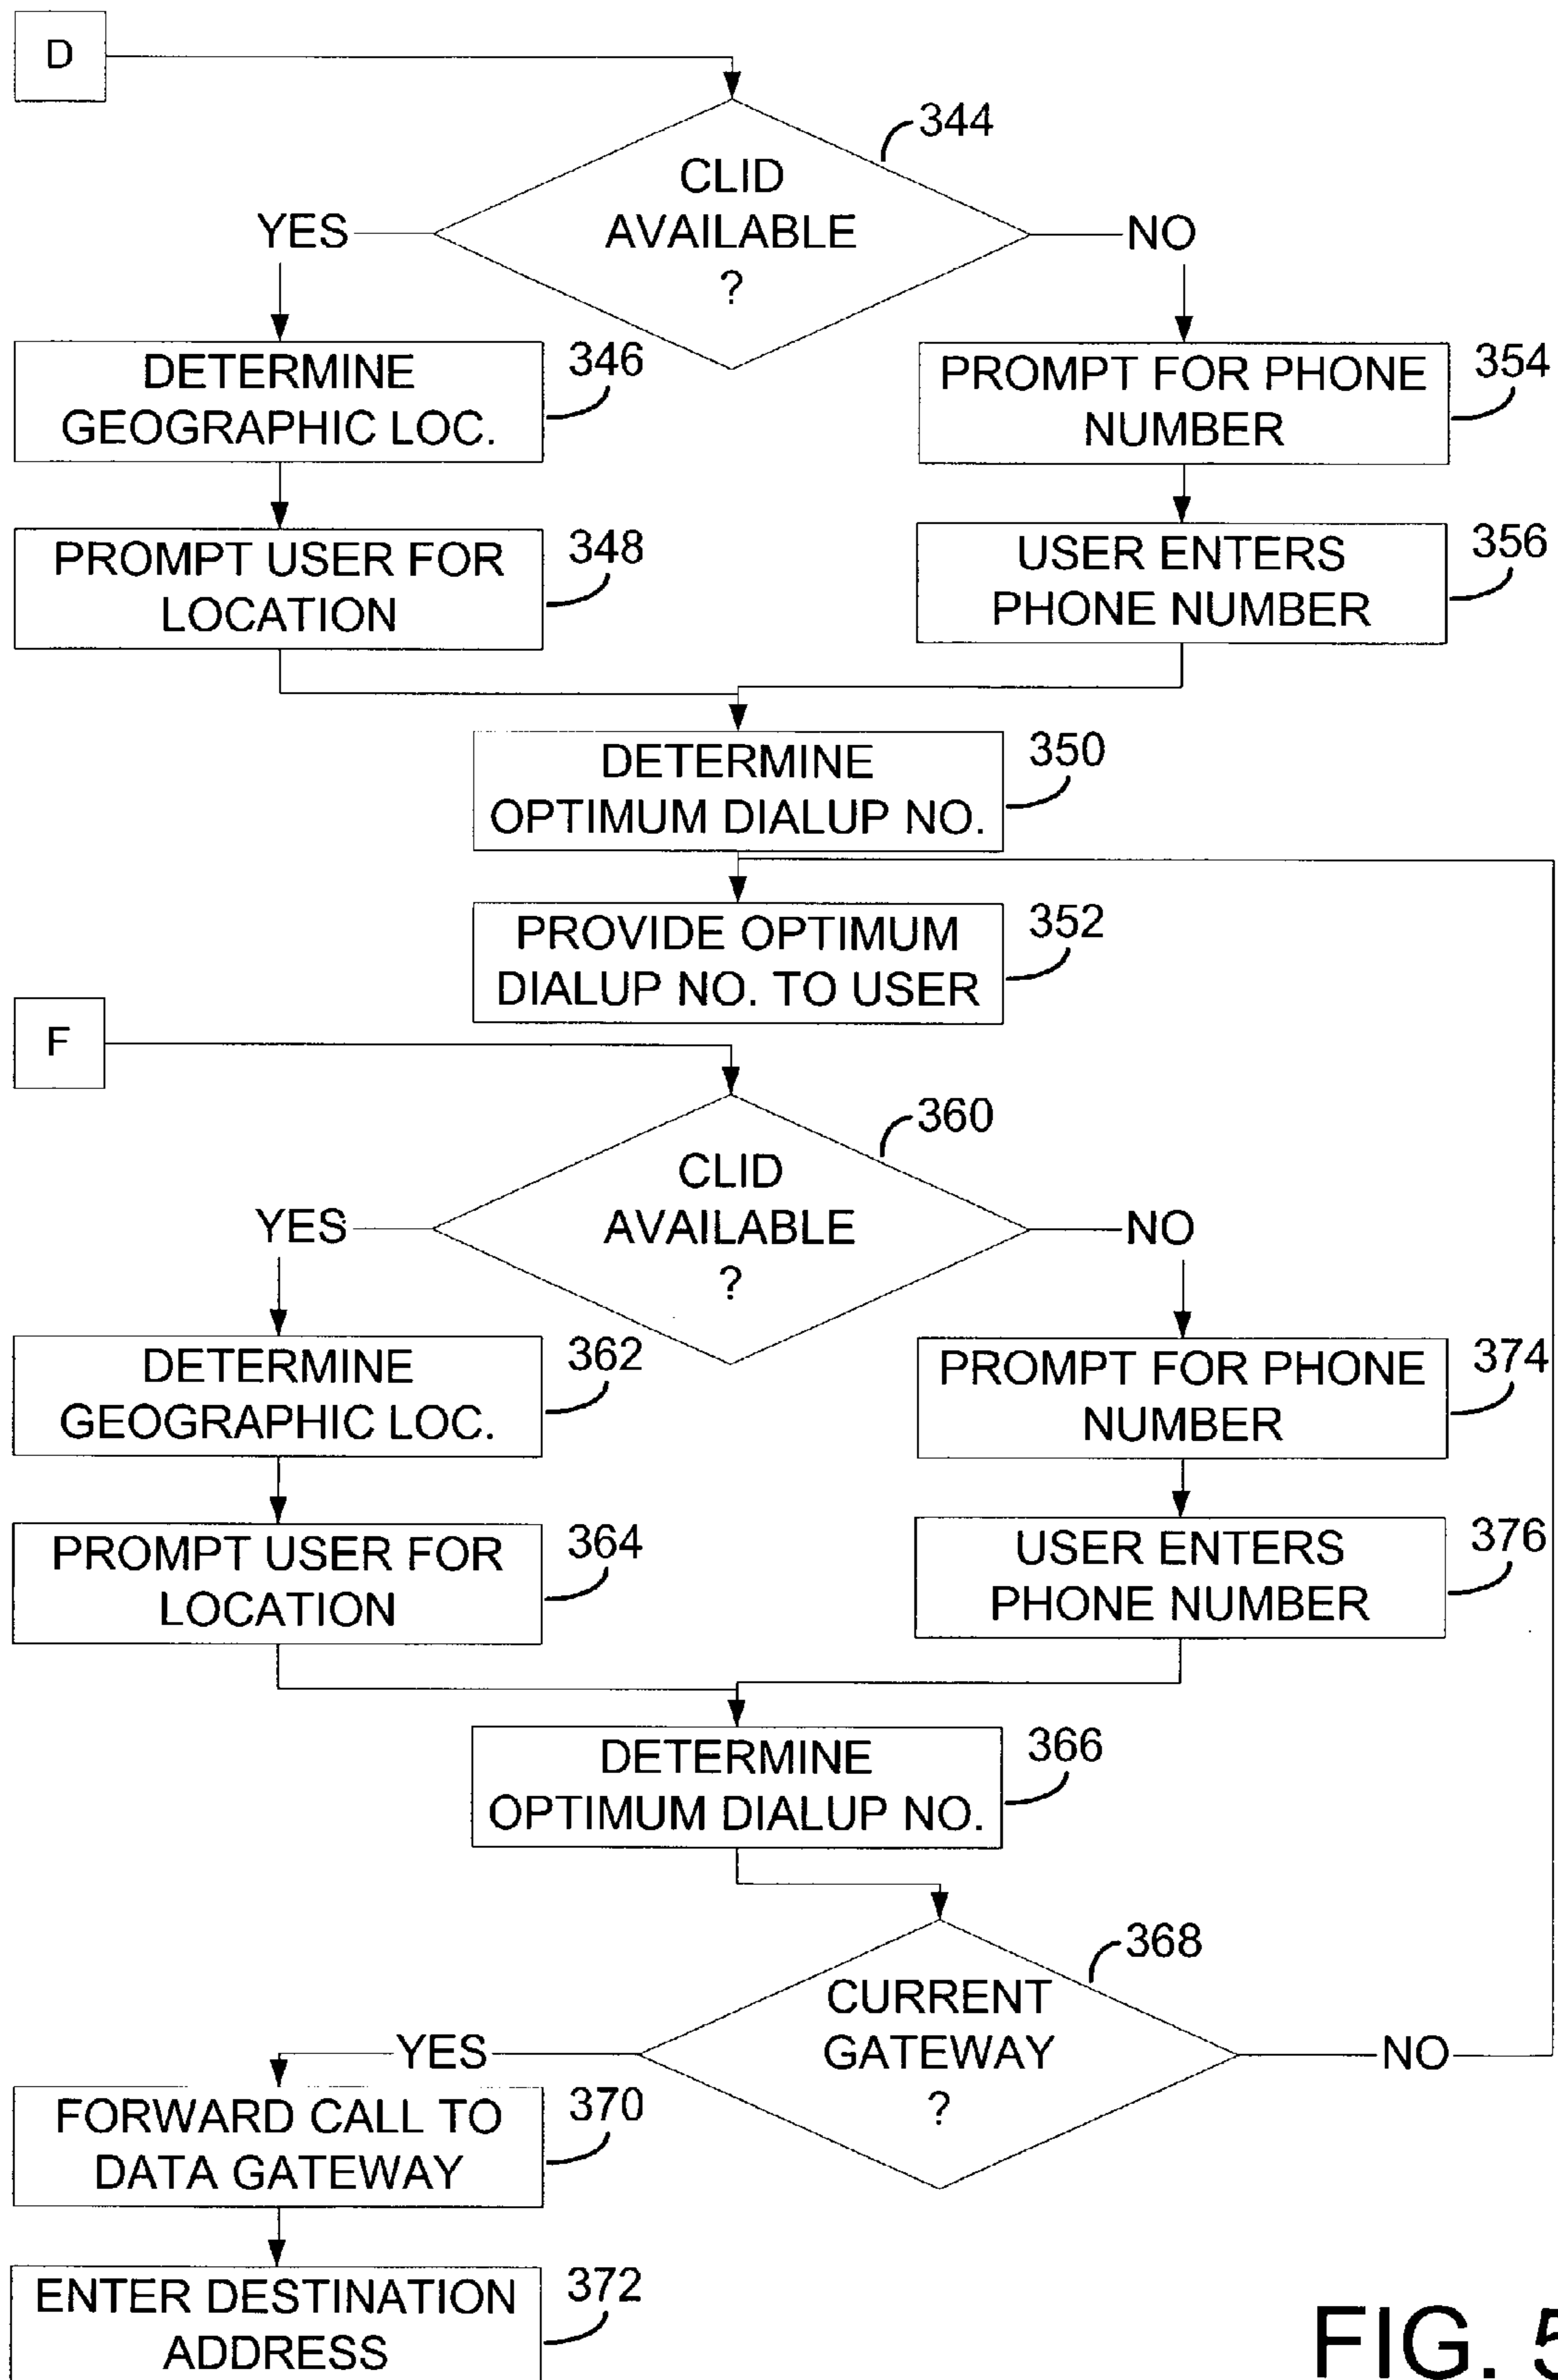 D
344
CLID
AVAILABLE
?
YES
NO
DETERMINE
GEOGRAPHIC LOC.
346
PROMPT FOR PHONE
NUMBER
354
PROMPT USER FOR
LOCATION
348
USER ENTERS
PHONE NUMBER
356
DETERMINE
OPTIMUM DIALUP NO.
350
PROVIDE OPTIMUM
DIALUP NO. TO USER
352
F
360
CLID
AVAILABLE
?
YES
NO
DETERMINE
GEOGRAPHIC LOC.
362
PROMPT FOR PHONE
NUMBER
374
PROMPT USER FOR
LOCATION
364
USER ENTERS
PHONE NUMBER
376
DETERMINE
OPTIMUM DIALUP NO.
366
368
CURRENT
GATEWAY
?
YES
NO
FORWARD CALL TO
DATA GATEWAY
370
ENTER DESTINATION
ADDRESS
372
FIG. 5